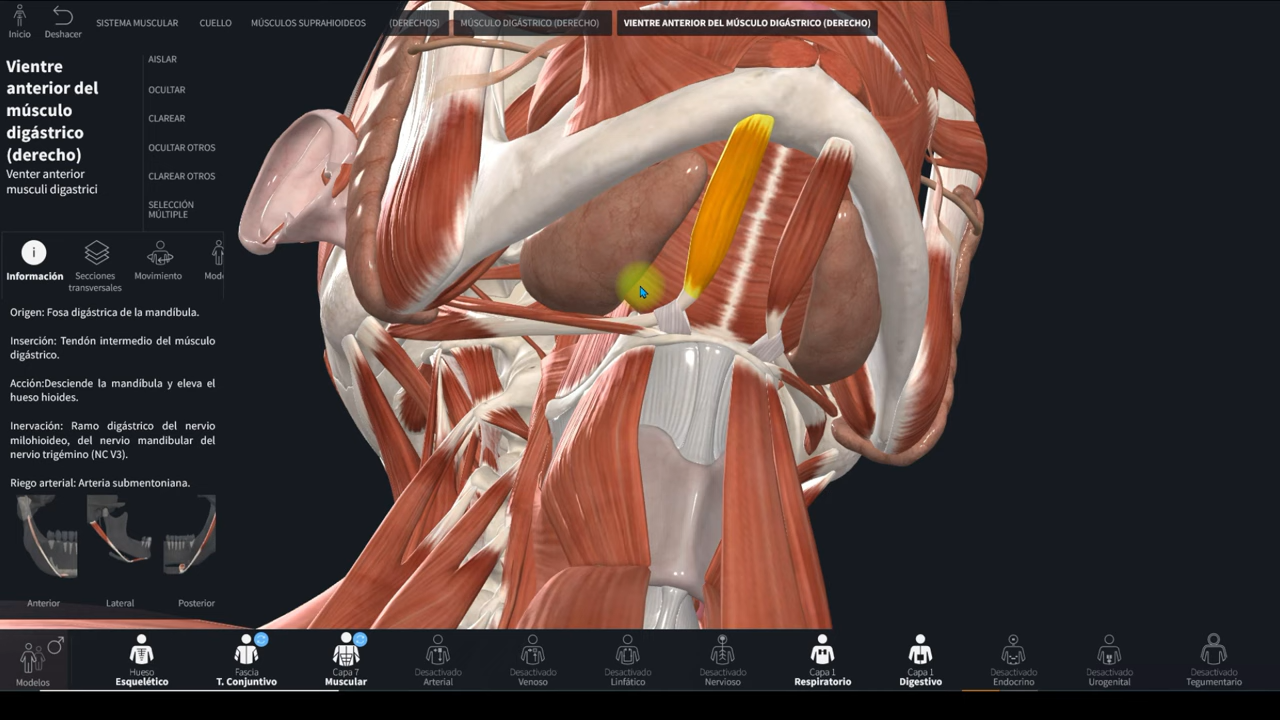 Inicio
Deshacer
SISTEMA MUSCULAR
CUELLO
MÚSCULOS SUPRAHIOIDEOS
(DERECHOS)
MÚSCULO DIGÁSTRICO (DERECHO)
VIENTRE ANTERIOR DEL MÚSCULO DIGÁSTRICO (DERECHO)
Vientre
anterior del
músculo
digástrico
(derecho)
Venter anterior
musculi digastrici
AISLAR
OCULTAR
CLAREAR
OCULTAR OTROS
CLAREAR OTROS
SELECCIÓN
MÚLTIPLE
Información
Secciones
transversales
Movimiento
Mod
Origen: Fosa digástrica de la mandíbula.
Inserción: Tendón intermedio del músculo
digástrico.
Acción:Desciende la mandíbula y eleva el
hueso hioides.
Inervación: Ramo digástrico del nervio
milohioideo, del nervio mandibular del
nervio trigémino (NC V3).
Riego arterial: Arteria submentoniana.
Anterior
Lateral
Posterior
Modelos
Hueso
Esquelético
Fascia
T. Conjuntivo
Capa 7
Muscular
Desactivado
Arterial
Desactivado
Venoso
Desactivado
Linfático
Desactivado
Nervioso
Capa 1
Respiratorio
Capa 1
Digestivo
Desactivado
Endocrino
Desactivado
Urogenital
Desactivado
Tegumentario